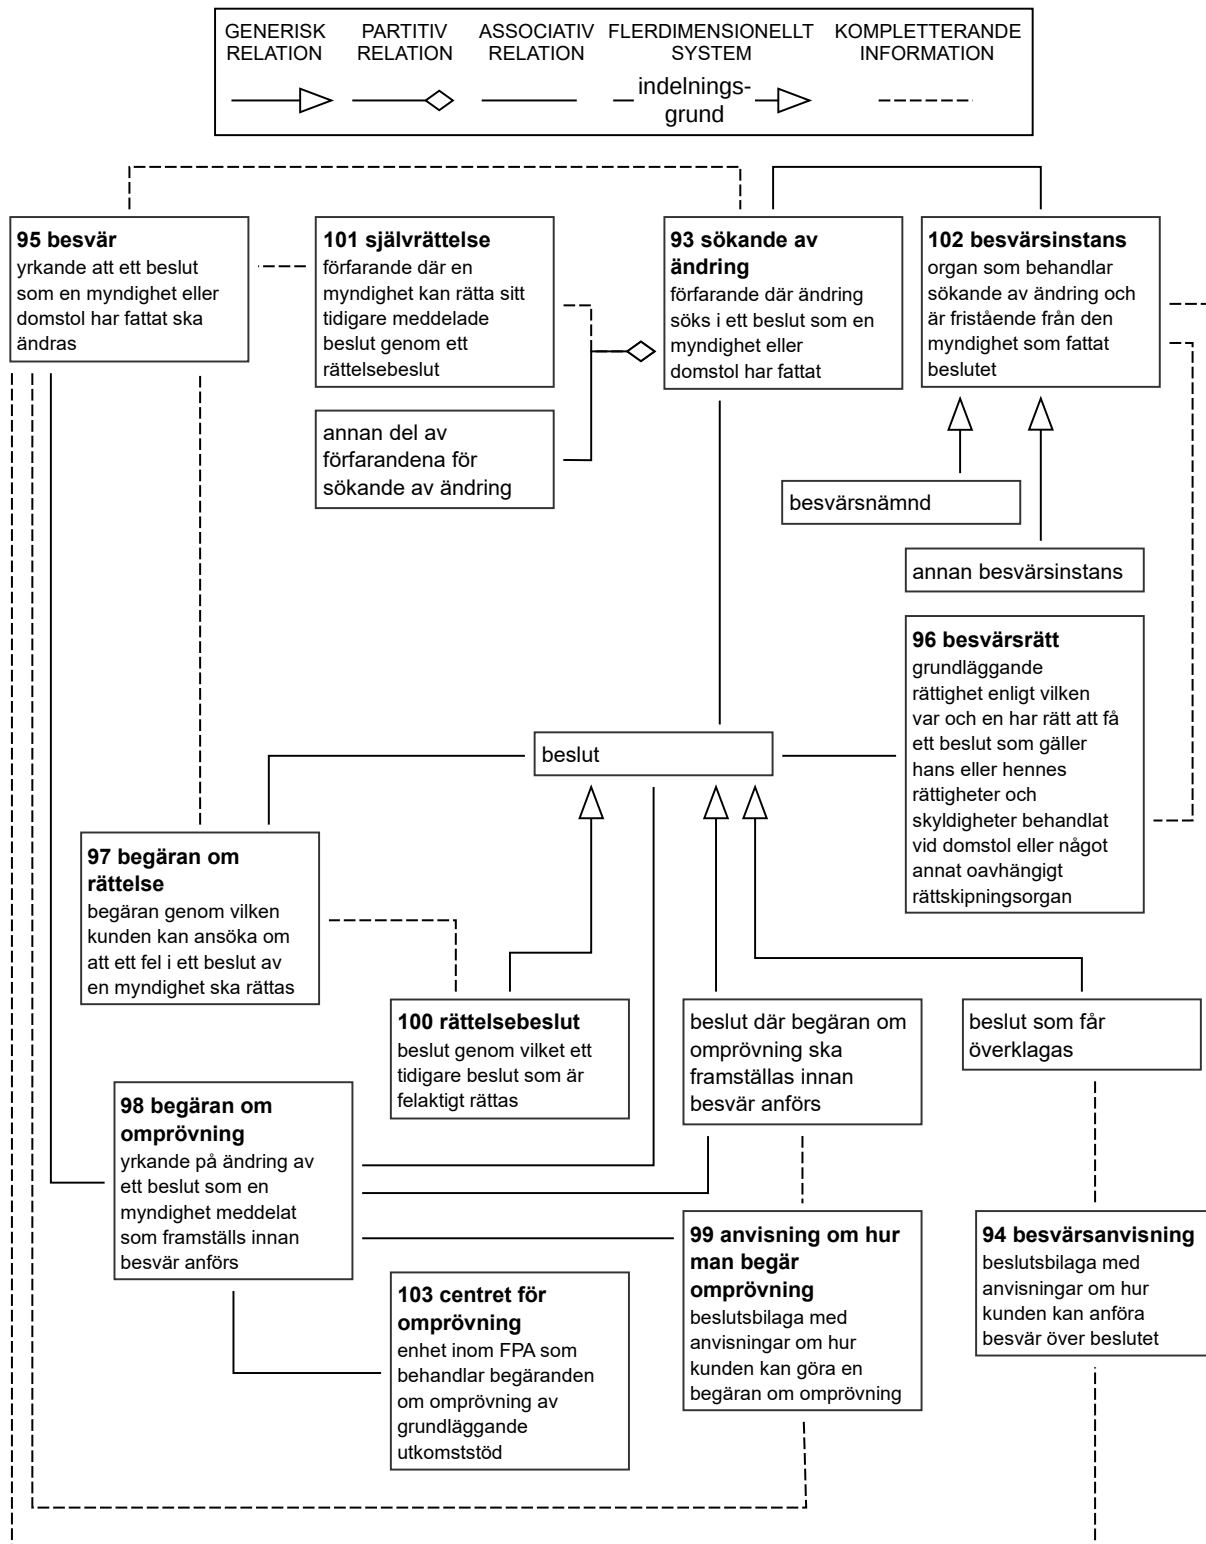 GENERISK
RELATION
PARTITIV
RELATION
ASSOCIATIV
RELATION
FLERDIMENSIONELLT
SYSTEM
KOMPLETTERANDE
INFORMATION
indelnings-
grund
95 besvär
yrkande att ett beslut
som en myndighet eller
domstol har fattat ska
ändras
101 självrättelse
förfarande där en
myndighet kan rätta sitt
tidigare meddelade
beslut genom ett
rättelsebeslut
93 sökande av
ändring
förfarande där ändring
söks i ett beslut som en
myndighet eller
domstol har fattat
102 besvärsinstans
organ som behandlar
sökande av ändring och
är fristående från den
myndighet som fattat
beslutet
annan del av
förfarandena för
sökande av ändring
besvärsnämnd
annan besvärsinstans
96 besvärsrätt
grundläggande
rättighet enligt vilken
var och en har rätt att få
ett beslut som gäller
hans eller hennes
rättigheter och
skyldigheter behandlat
vid domstol eller något
annat oavhängigt
rättskipningsorgan
beslut
97 begäran om
rättelse
begäran genom vilken
kunden kan ansöka om
att ett fel i ett beslut av
en myndighet ska rättas
100 rättelsebeslut
beslut genom vilket ett
tidigare beslut som är
felaktigt rättas
beslut där begäran om
omprövning ska
framställas innan
besvär anförs
beslut som får
överklagas
98 begäran om
omprövning
yrkande på ändring av
ett beslut som en
myndighet meddelat
som framställs innan
besvär anförs
99 anvisning om hur
man begär
omprövning
beslutsbilaga med
anvisningar om hur
kunden kan göra en
begäran om omprövning
94 besvärsanvisning
beslutsbilaga med
anvisningar om hur
kunden kan anföra
besvär över beslutet
103 centret för
omprövning
enhet inom FPA som
behandlar begäranden
om omprövning av
grundläggande
utkomststöd